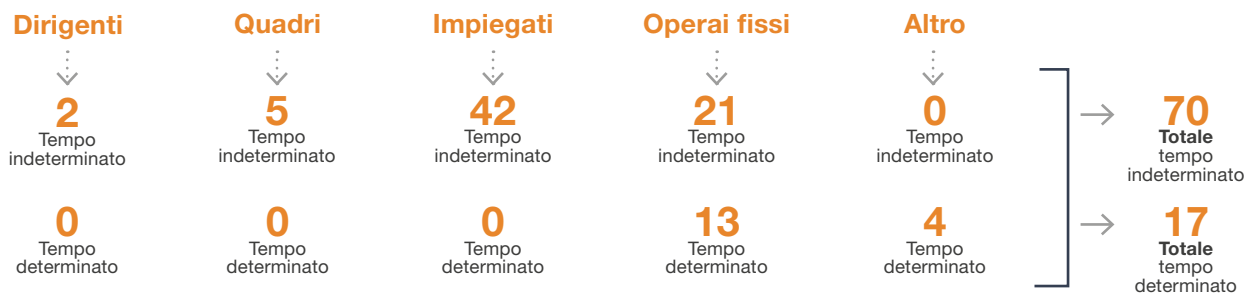 Dirigenti
Quadri
Impiegati
Operai fissi
Altro
2
Tempo
indeterminato
5
Tempo
indeterminato
42
Tempo
indeterminato
21
Tempo
indeterminato
0
Tempo
indeterminato
70
Totale
tempo
indeterminato
0
Tempo
determinato
0
Tempo
determinato
0
Tempo
determinato
13
Tempo
determinato
4
Tempo
determinato
17
Totale
tempo
determinato